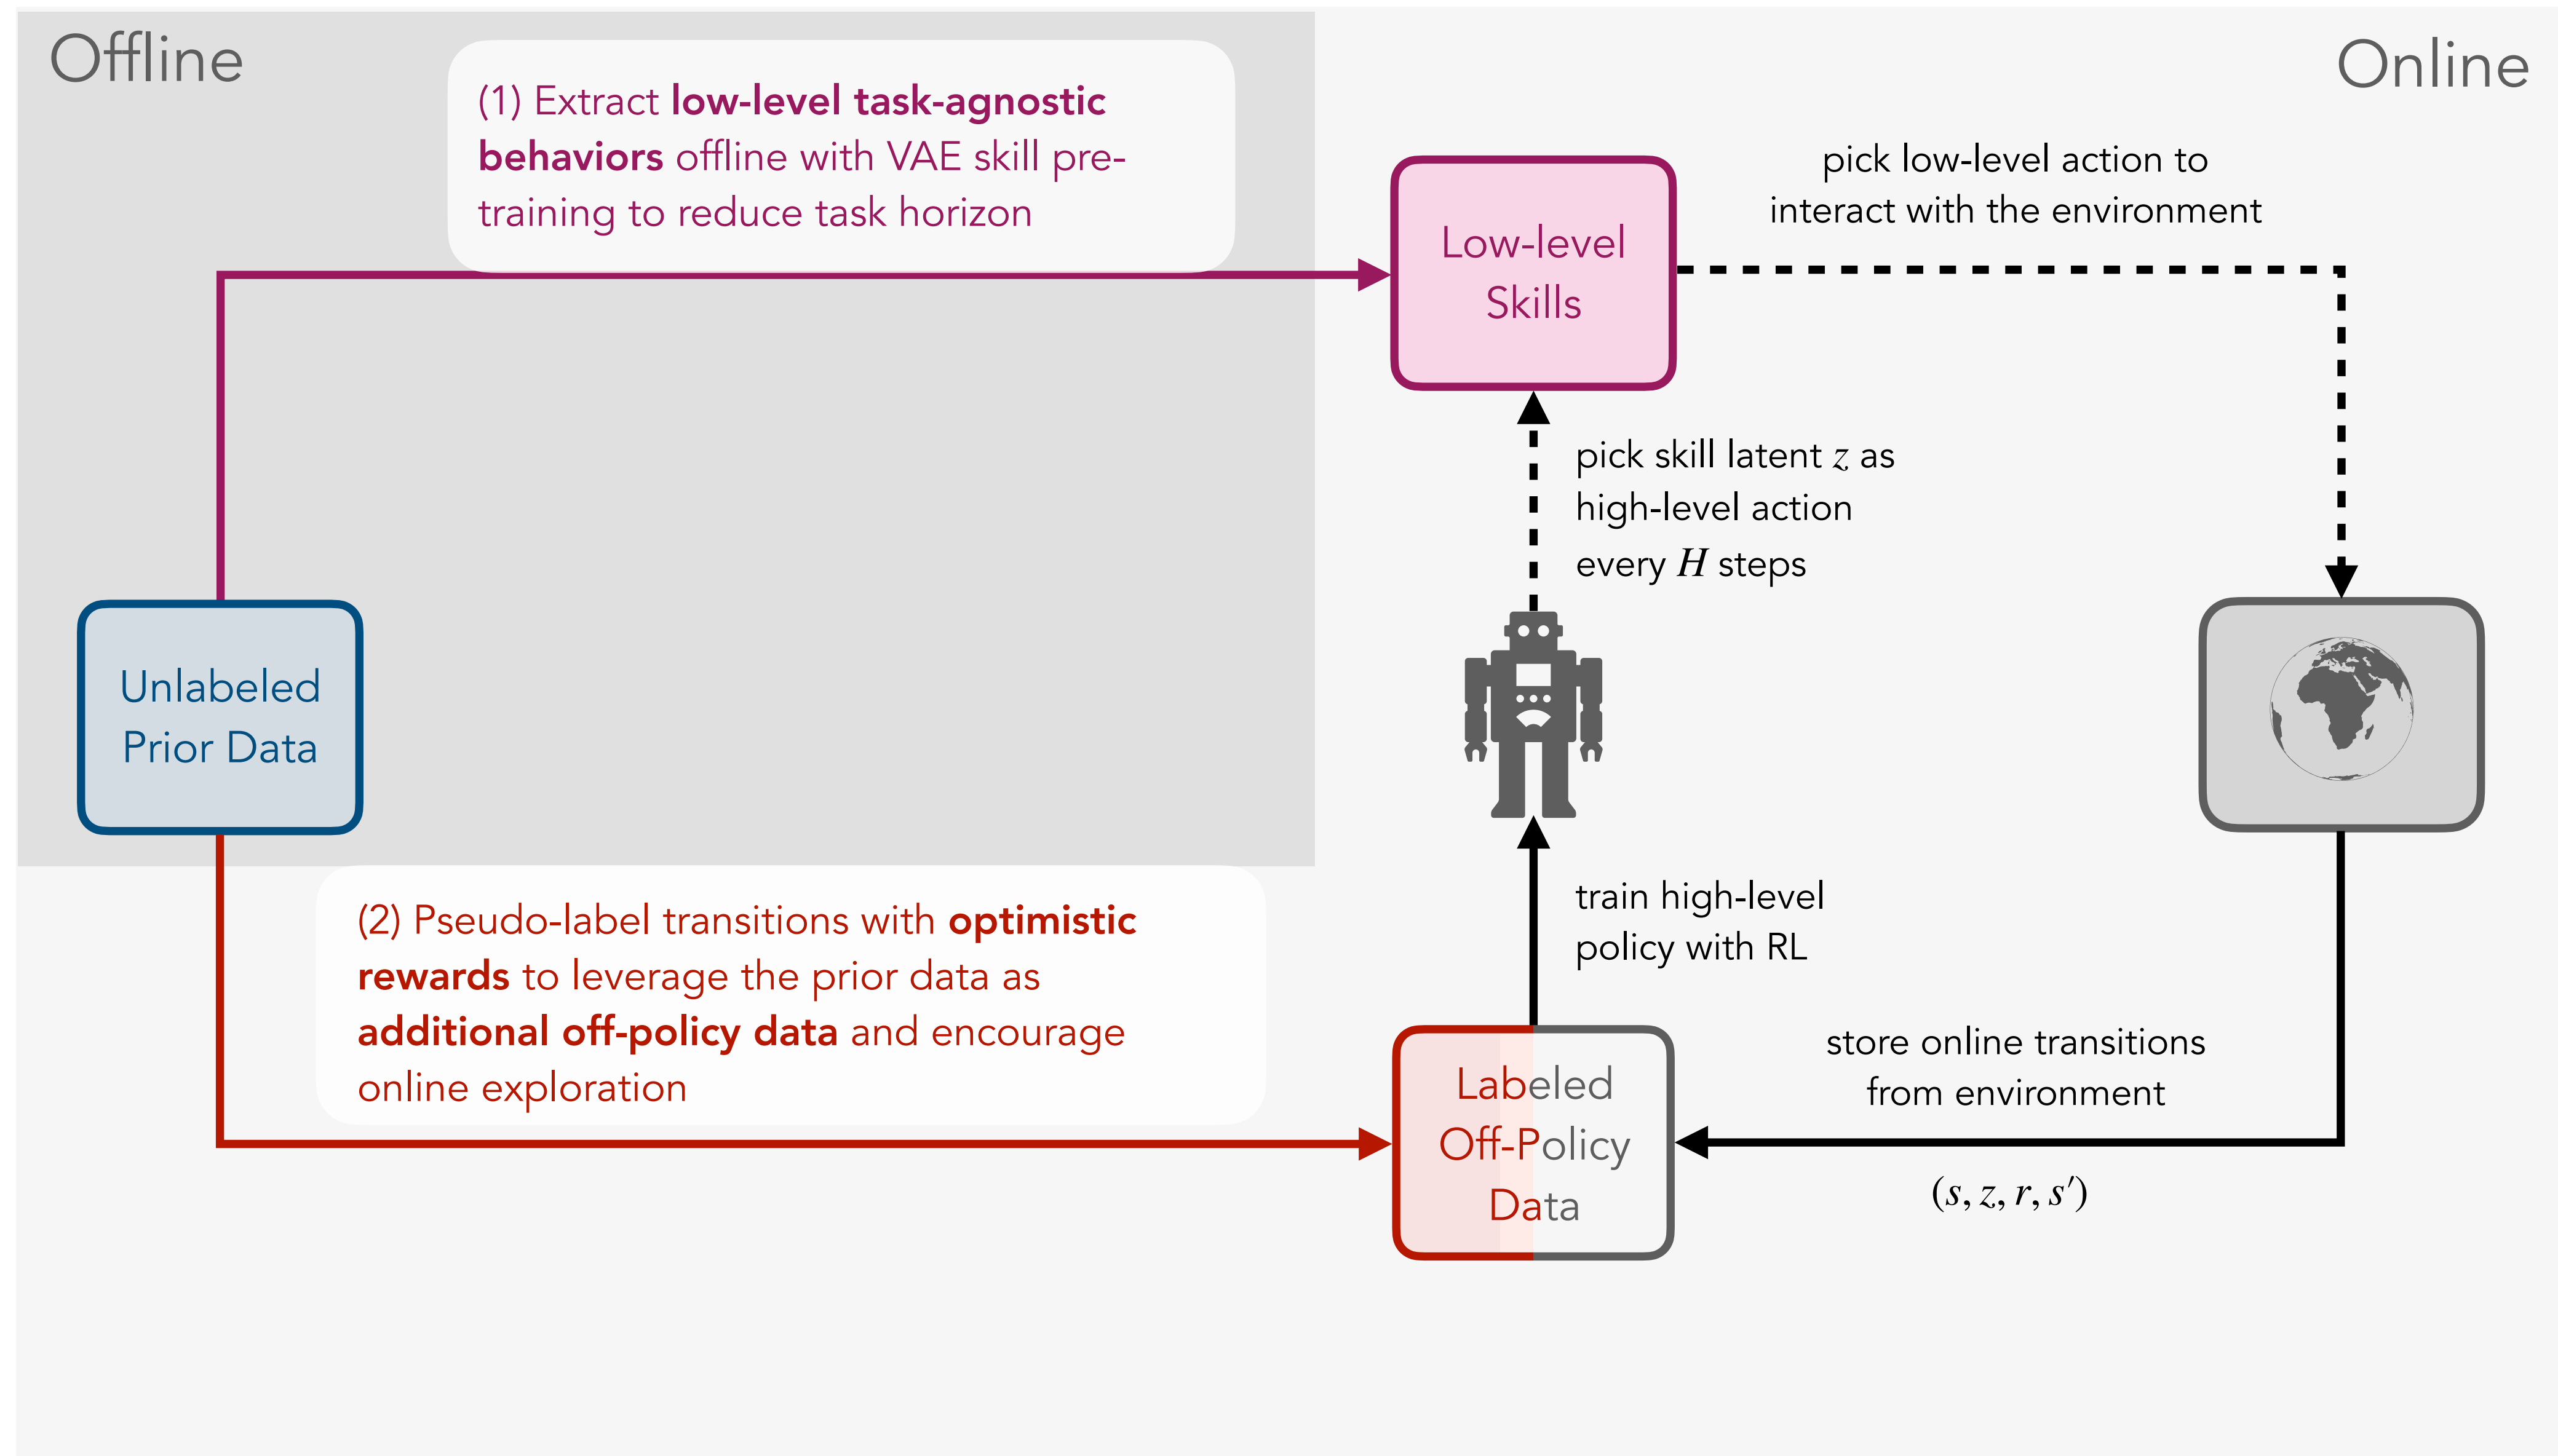 Offline
Online
(1) Extract low-level task-agnostic
behaviors offline with VAE skill pre-
training to reduce task horizon
Low-level
Skills
pick low-level action to
interact with the environment
pick skill latent z as
high-level action
every H steps
Unlabeled
Prior Data
train high-level
policy with RL
(2) Pseudo-label transitions with optimistic
rewards to leverage the prior data as
additional off-policy data and encourage
online exploration
Labeled
Off-Policy
Data
store online transitions
from environment
(s, z, r, s′)